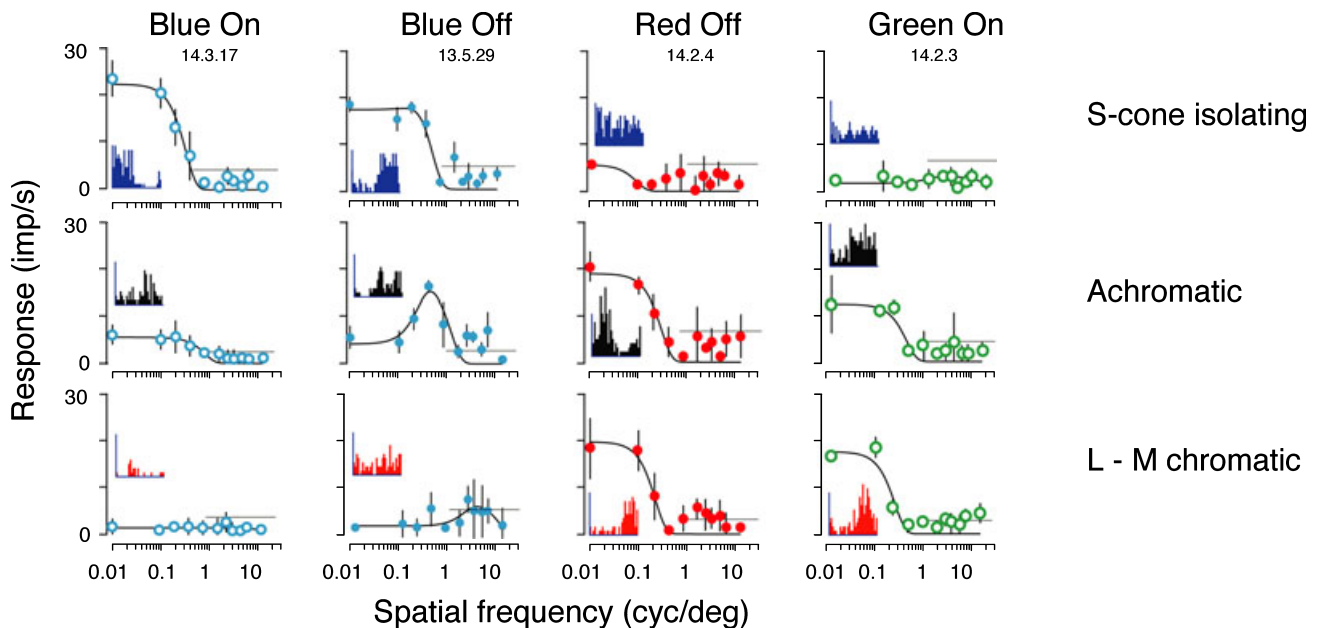 Blue On
Blue Off
Red Off
Green On
14.3.17
13.5.29
14.2.4
14.2.3
30
0
S-cone isolating
30
0
Achromatic
30
0
L - M chromatic
Response (imp/s)
0.01 0.1 1 10
0.01 0.1 1 10
0.01 0.1 1 10
0.01 0.1 1 10
Spatial frequency (cyc/deg)